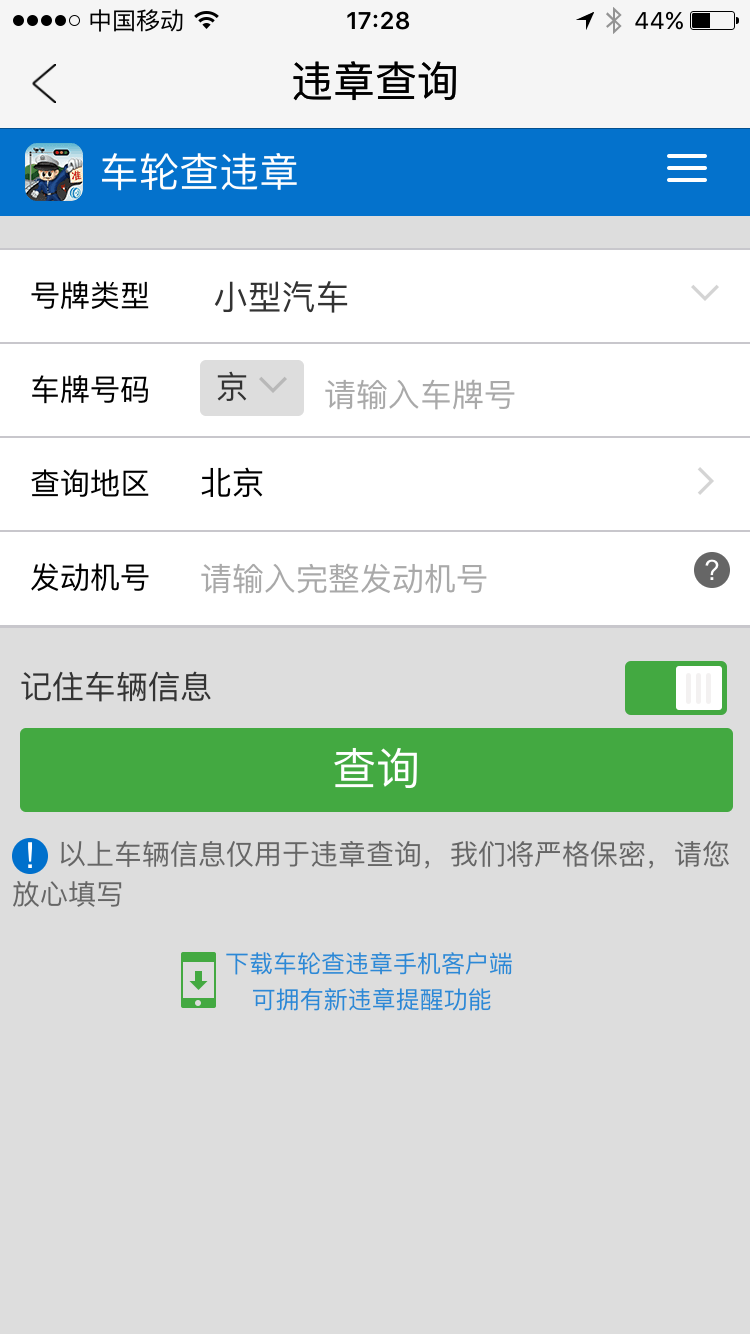 中国移动 17:28 44%
违章查询
车轮查违章
号牌类型 小型汽车
车牌号码 京 请输入车牌号
查询地区 北京
发动机号 请输入完整发动机号 ?
记住车辆信息
查询
! 以上车辆信息仅用于违章查询，我们将严格保密，请您
放心填写
下载车轮查违章手机客户端
可拥有新违章提醒功能